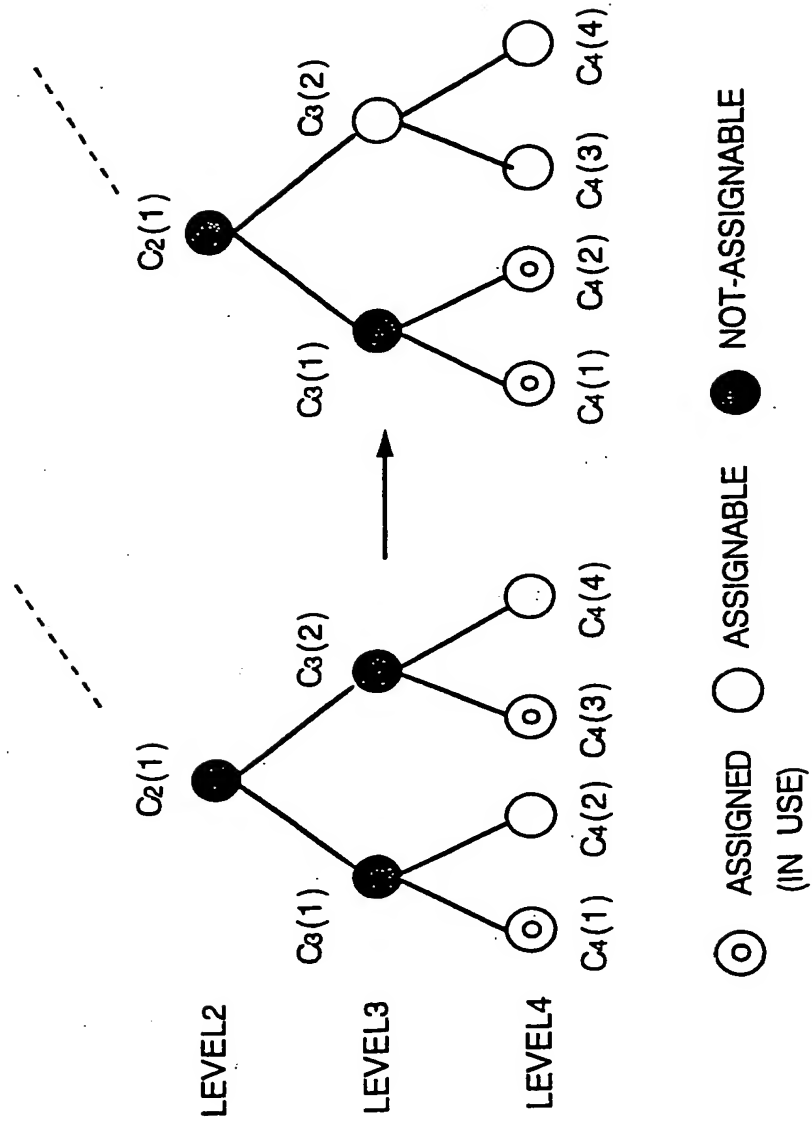 C2(1) C2(1)
LEVEL2
C3(1) C3(2) C3(1) C3(2)
LEVEL3
LEVEL4
C4(1) C4(2) C4(3) C4(4) C4(1) C4(2) C4(3) C4(4)
ASSIGNED ASSIGNABLE NOT-ASSIGNABLE
(IN USE)